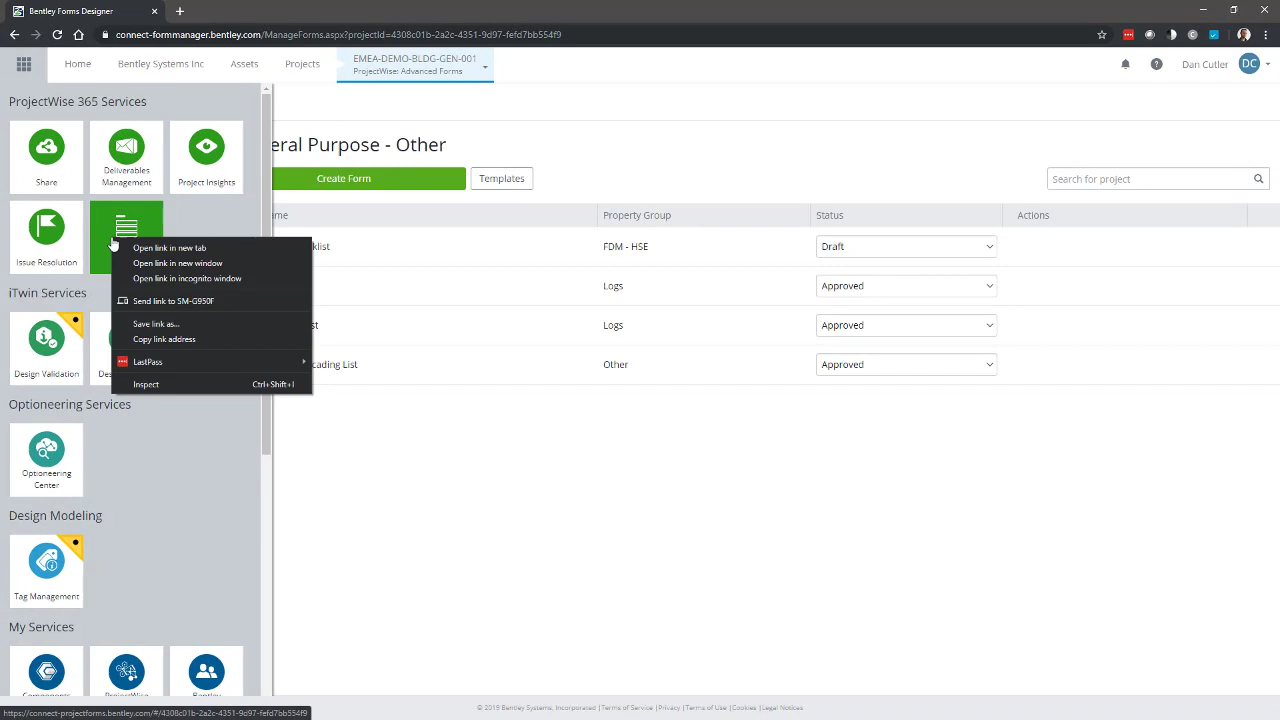 Bentley Forms Designer
connect-formmanager.bentley.com/ManageForms.aspx?projectId=4308c01b-2a2c-4351-9d97-fefd7bb554f9
Home
Bentley Systems Inc
Assets
Projects
EMEA-DEMO-BLDG-GEN-001
ProjectWise: Advanced Forms
Dan Cutler
DC
ProjectWise 365 Services
Share
Deliverables
Management
Project Insights
Issue Resolution
iTwin Services
Design Validation
Optioneering Services
Optioneering
Center
Design Modeling
Tag Management
My Services
Components
ProjectWise
Bentley
Open link in new tab
Open link in new window
Open link in incognito window
Send link to SM-G950F
Save link as...
Copy link address
LastPass
Inspect Ctrl+Shift+I
eral Purpose - Other
Create Form
Templates
Search for project
ame Property Group Status Actions
klist FDM - HSE Draft
Logs Approved
st Logs Approved
ading List Other Approved
https://connect-projectforms.bentley.com/#/4308c01b-2a2c-4351-9d97-fefd7bb554f9
© 2019 Bentley Systems, Incorporated |Terms of Service |Privacy |Terms of Use |Cookies |Legal Notices